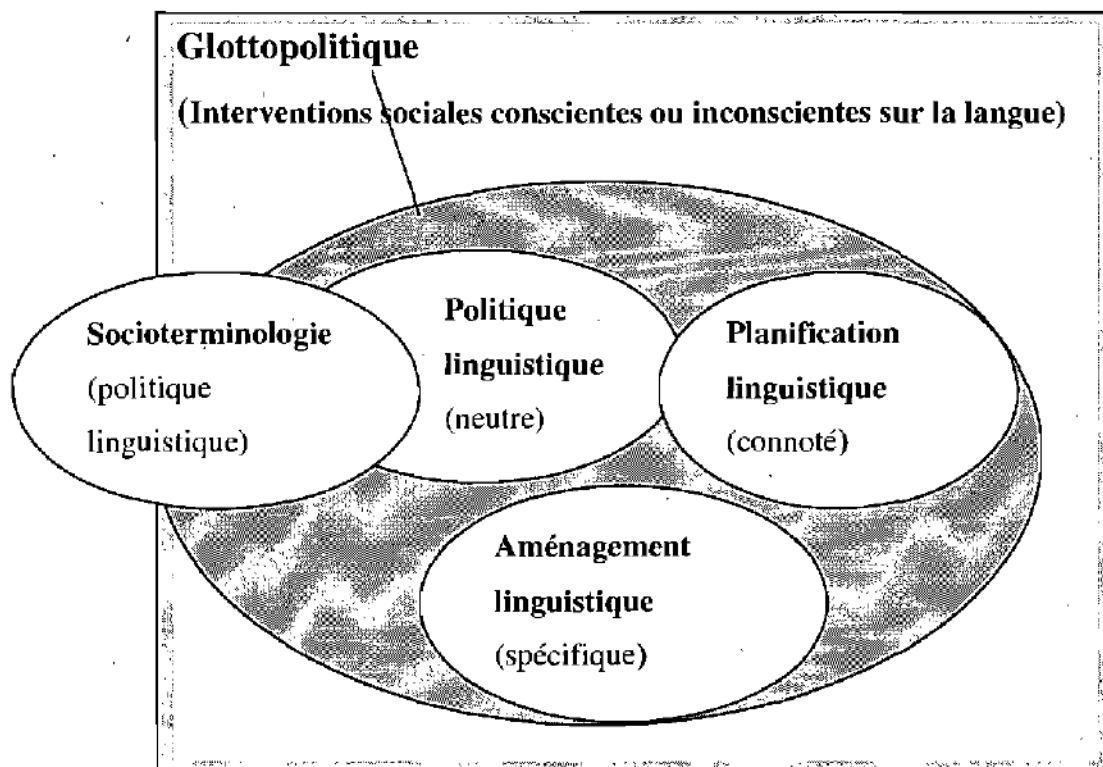 Glottopolitique
(Interventions sociales conscientes ou inconscientes sur la langue)
Socioterminologie
(politique
linguistique)
Politique
linguistique
(neutre)
Planification
linguistique
(connoté)
Aménagement
linguistique
(spécifique)